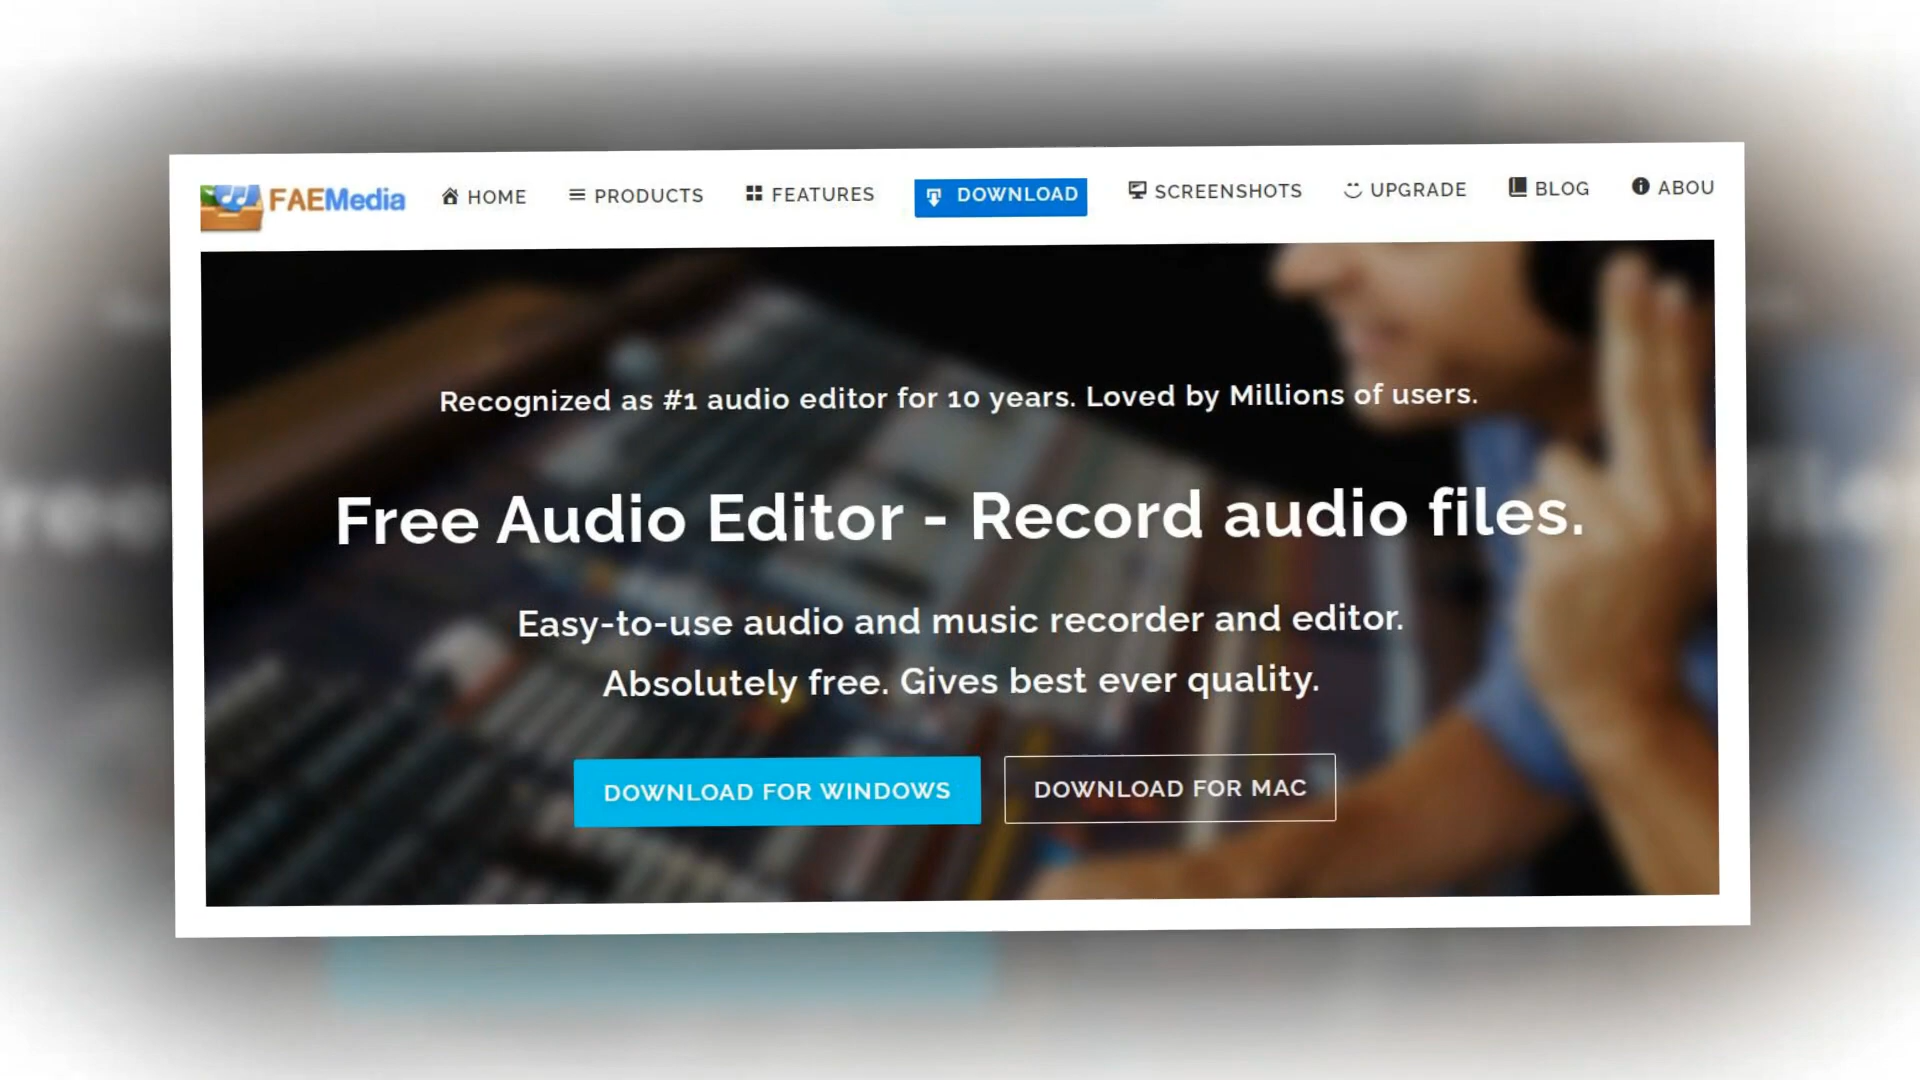 FAEMedia HOME PRODUCTS FEATURES DOWNLOAD SCREENSHOTS UPGRADE BLOG ABOU
Recognized as #1 audio editor for 10 years. Loved by Millions of users.
Free Audio Editor - Record audio files.
Easy-to-use audio and music recorder and editor.
Absolutely free. Gives best ever quality.
DOWNLOAD FOR WINDOWS DOWNLOAD FOR MAC